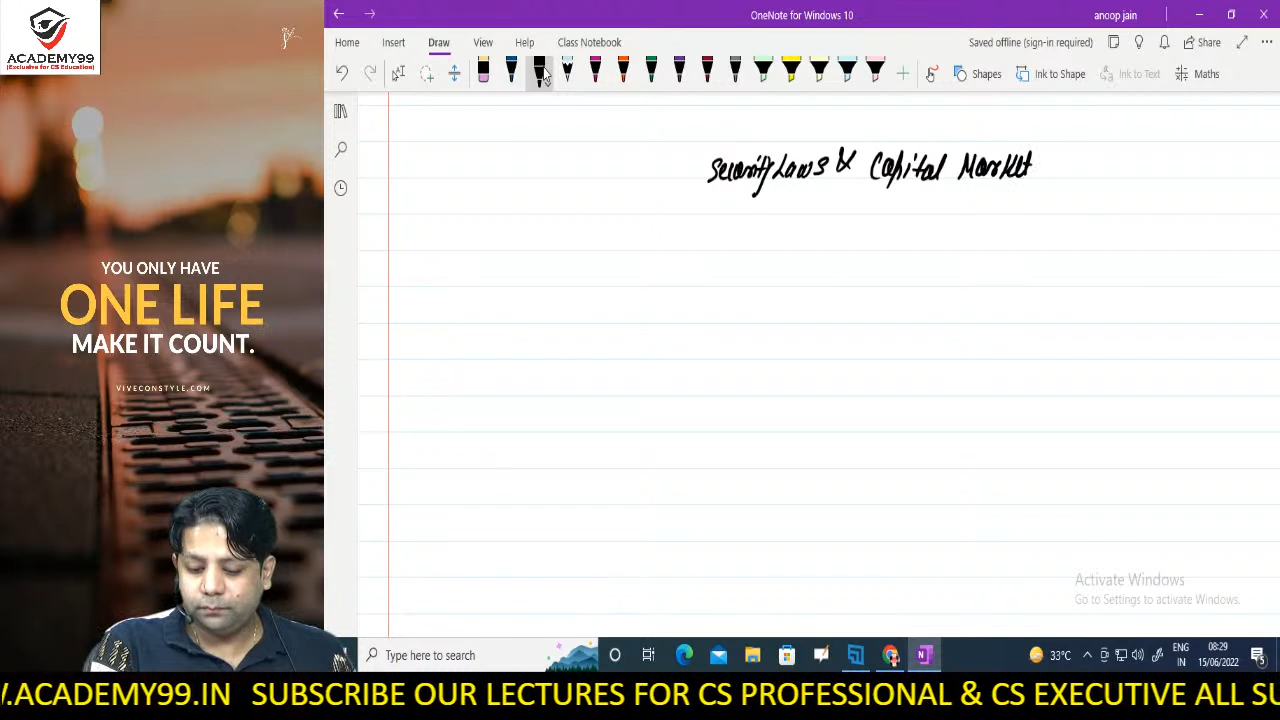 ACADEMY99
(Exclusive for CS Education)
YOU ONLY HAVE
ONE LIFE
MAKE IT COUNT.
VIVECONSTYLE.COM
OneNote for Windows 10
anoop jain
Home Insert Draw View Help Class Notebook
Saved offline (sign-in required)
Share
Shapes
Ink to Shape
Ink to Text
Maths
Security Laws & Capital Market
Activate Windows
Go to Settings to activate Windows.
Type here to search
33°C
ENG
IN
08:29
15/06/2022
5
.ACADEMY99.IN SUBSCRIBE OUR LECTURES FOR CS PROFESSIONAL & CS EXECUTIVE ALL SU